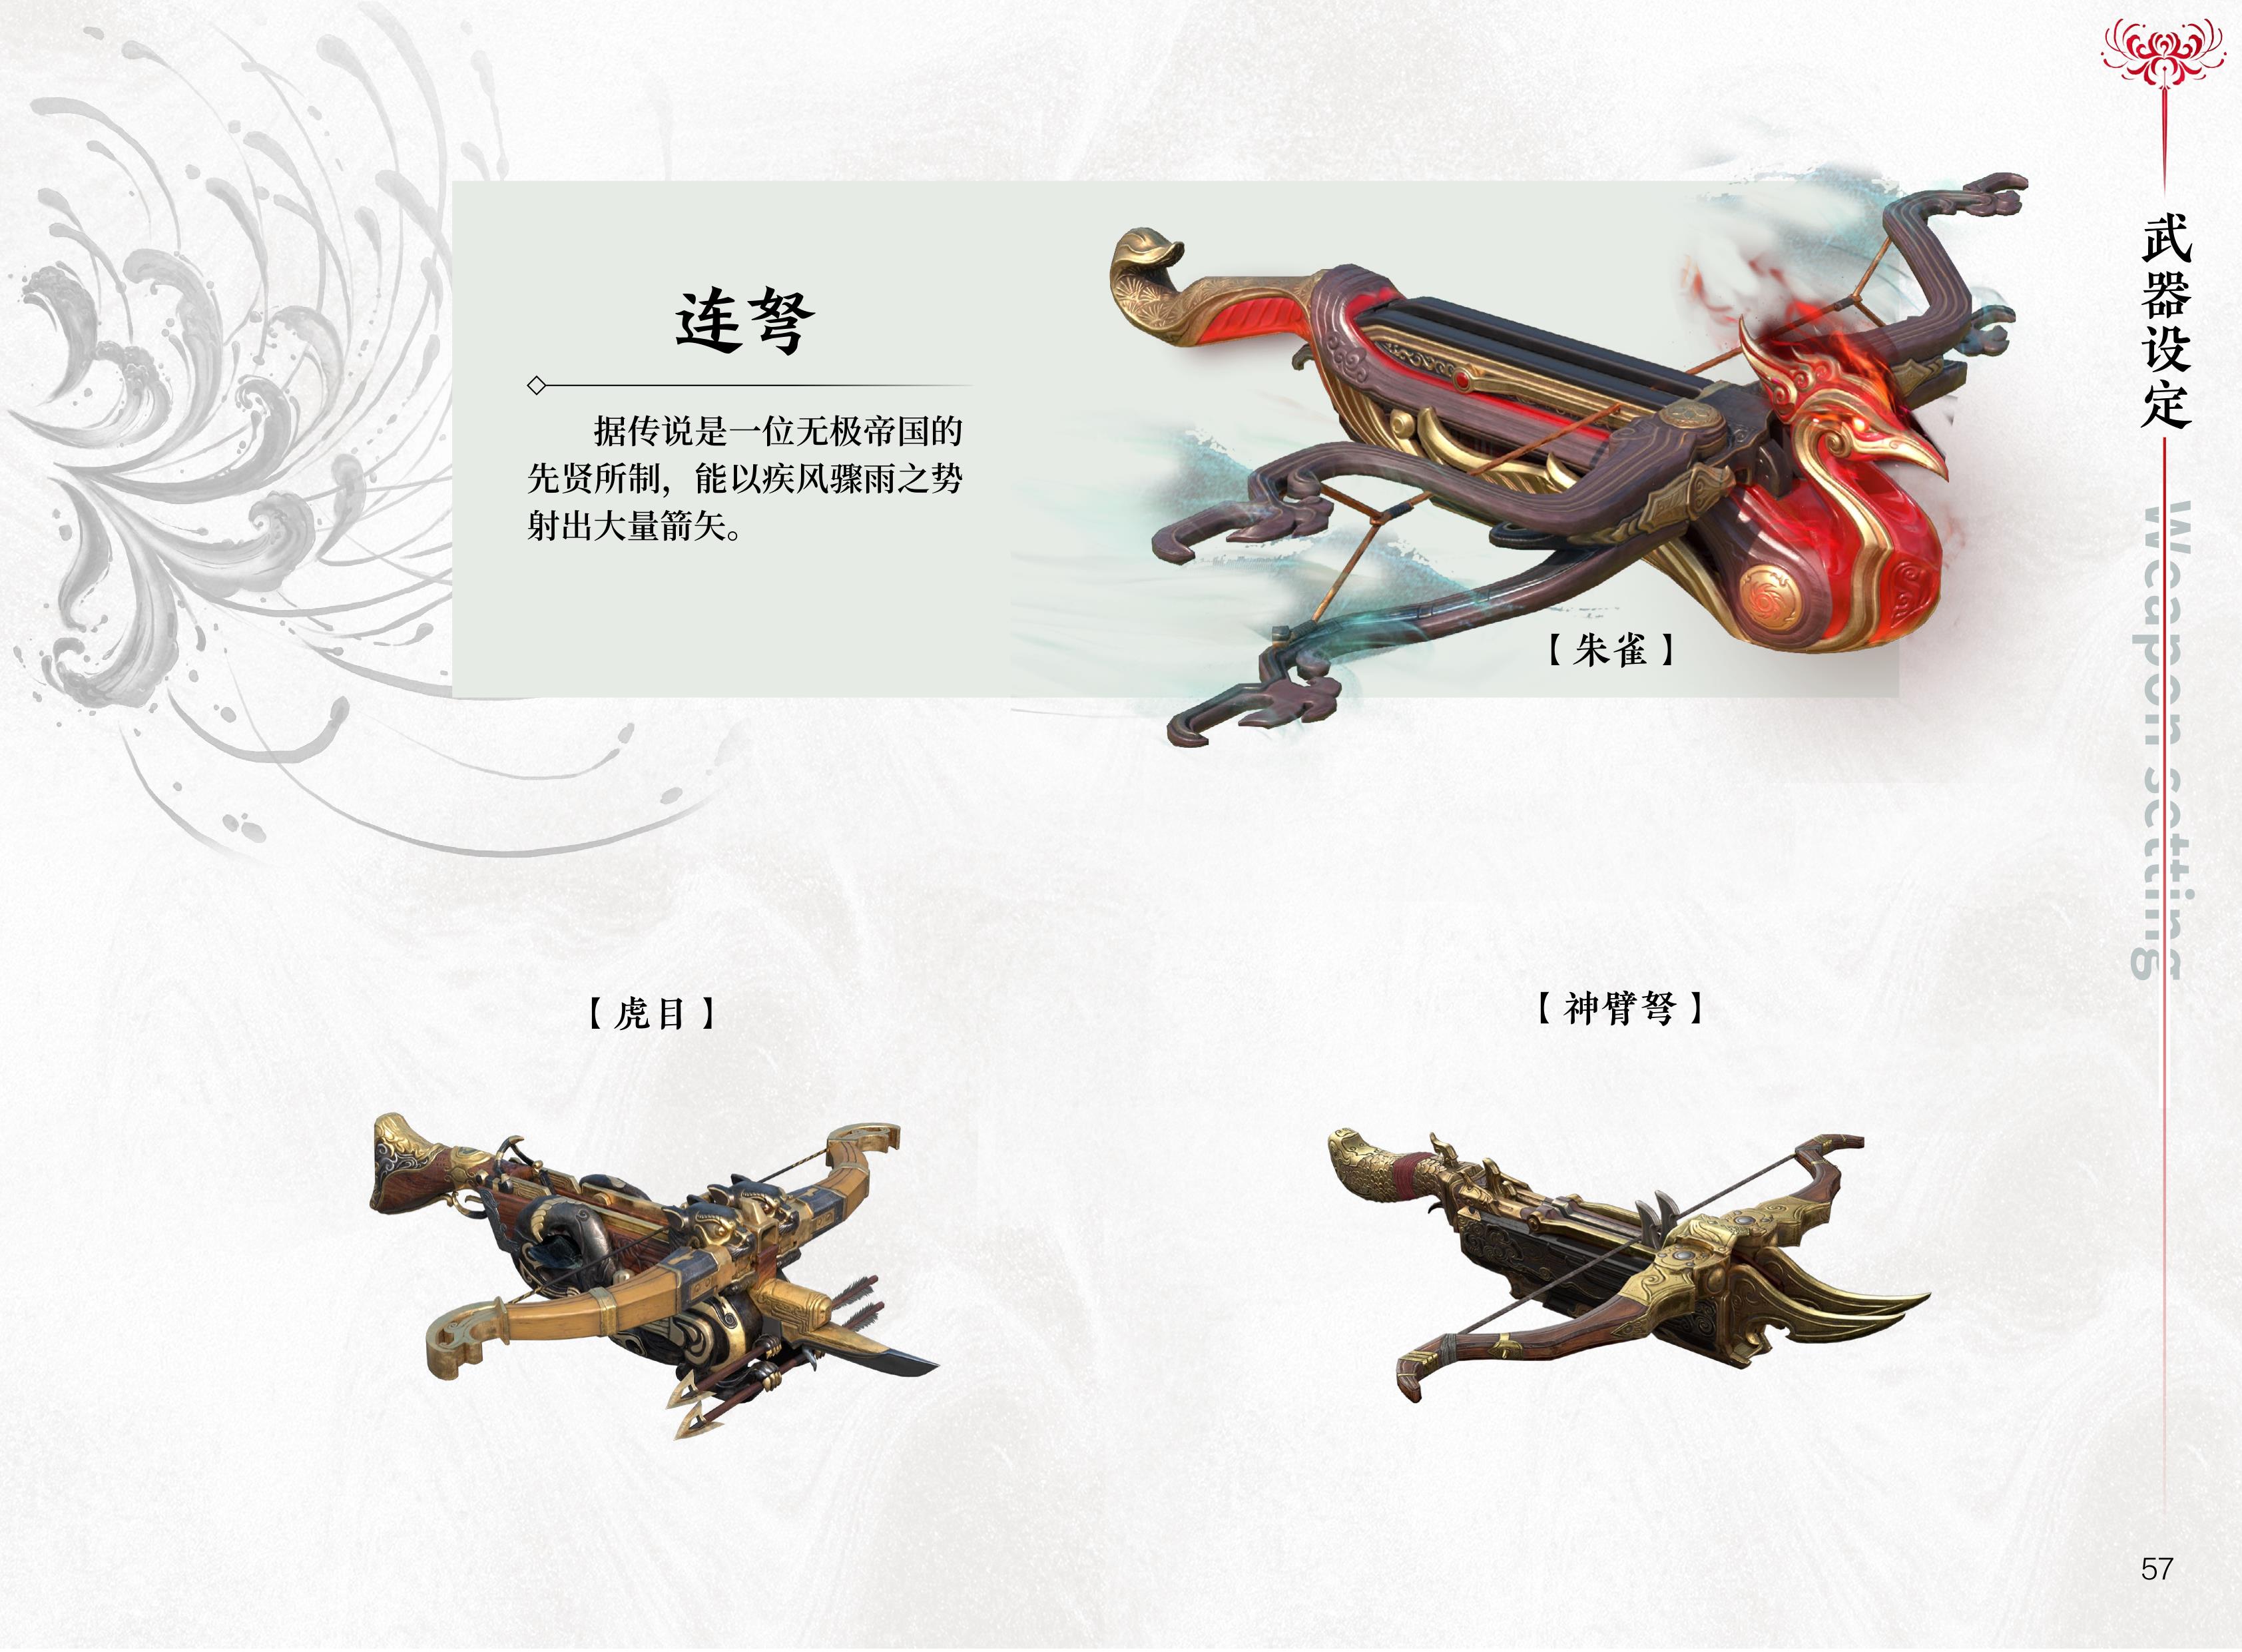 连弩
据传说是一位无极帝国的
先贤所制，能以疾风骤雨之势
射出大量箭矢。
【朱雀】
【虎目】
【神臂弩】
武器设定
Weapon setting
57